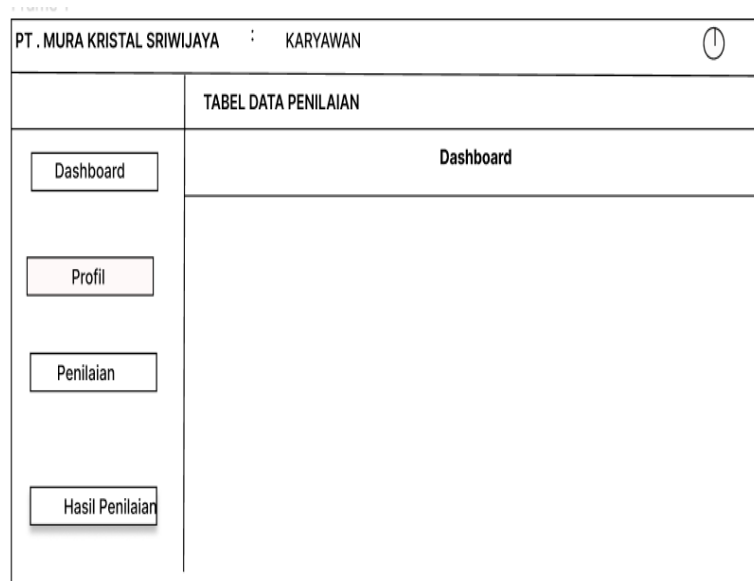 PT . MURA KRISTAL SRIWIJAYA : KARYAWAN
TABEL DATA PENILAIAN
Dashboard
Dashboard
Profil
Penilaian
Hasil Penilaian